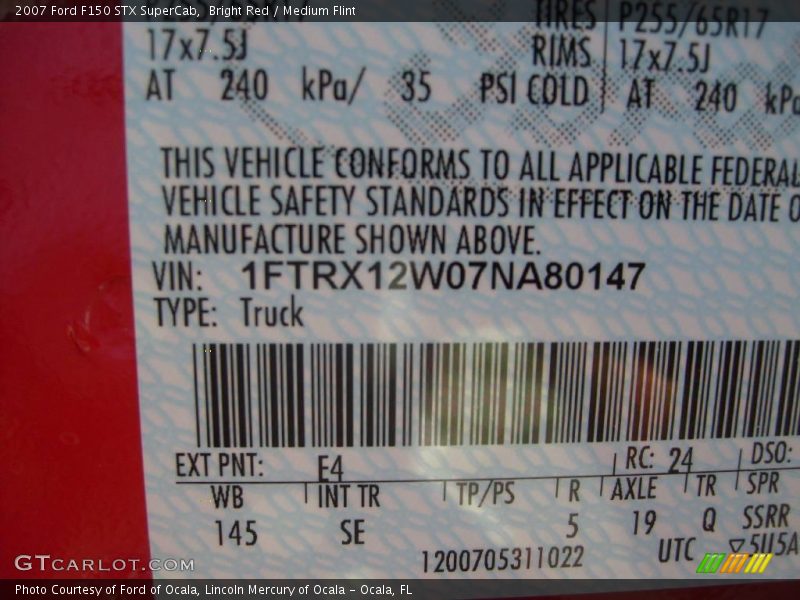 2007 Ford F150 STX SuperCab, Bright Red / Medium Flint
TIRES P255/65R17
17x7.5J RIMS 17x7.5J
AT 240 kPa/ 35 PSI COLD AT 240 kPa
THIS VEHICLE CONFORMS TO ALL APPLICABLE FEDERAL
VEHICLE SAFETY STANDARDS IN EFFECT ON THE DATE O
MANUFACTURE SHOWN ABOVE.
VIN: 1FTRX12W07NA80147
TYPE: Truck
EXT PNT: E4 RC: 24 DSO:
WB INT TR TP/PS R AXLE TR SPR
145 SE 5 19 Q SSRR
1200705311022 UTC ▽5U5A
GTCARLOT.COM
Photo Courtesy of Ford of Ocala, Lincoln Mercury of Ocala – Ocala, FL